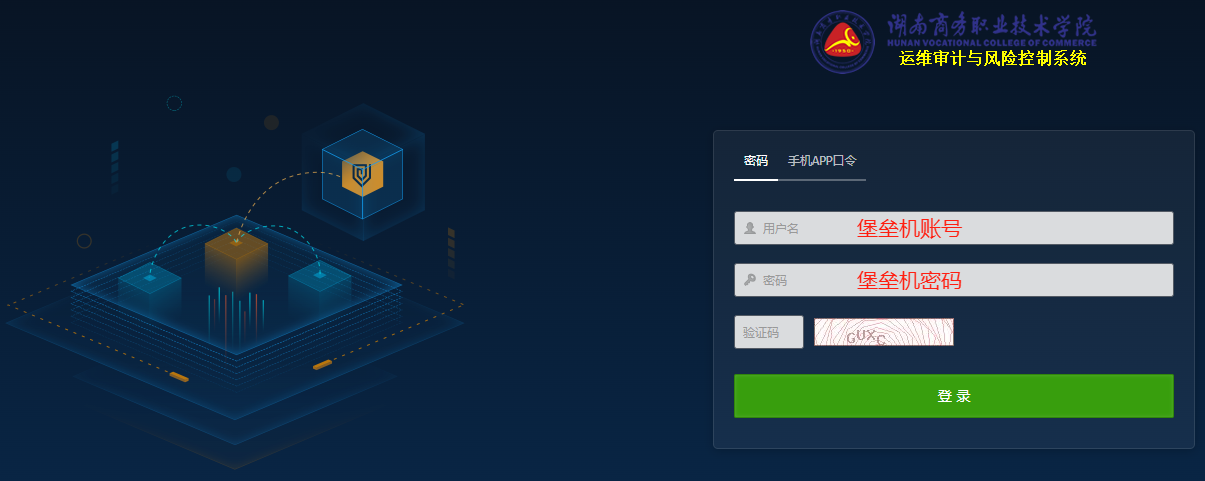 湖南商务职业技术学院
HUNAN VOCATIONAL COLLEGE OF COMMERCE
运维审计与风险控制系统
密码 手机APP口令
用户名 堡垒机账号
密码 堡垒机密码
验证码 GUXC
登 录